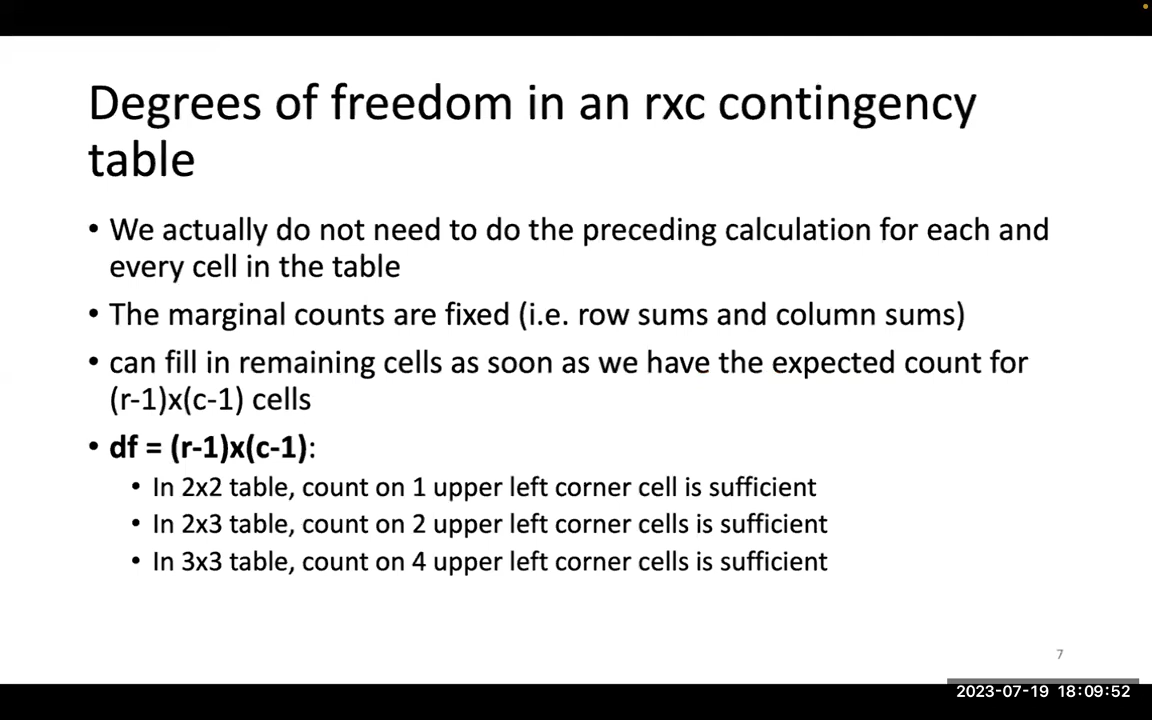 Degrees of freedom in an rxc contingency
table
• We actually do not need to do the preceding calculation for each and
every cell in the table
• The marginal counts are fixed (i.e. row sums and column sums)
• can fill in remaining cells as soon as we have the expected count for
(r-1)x(c-1) cells
• df = (r-1)x(c-1):
• In 2x2 table, count on 1 upper left corner cell is sufficient
• In 2x3 table, count on 2 upper left corner cells is sufficient
• In 3x3 table, count on 4 upper left corner cells is sufficient
7
2023-07-19 18:09:52